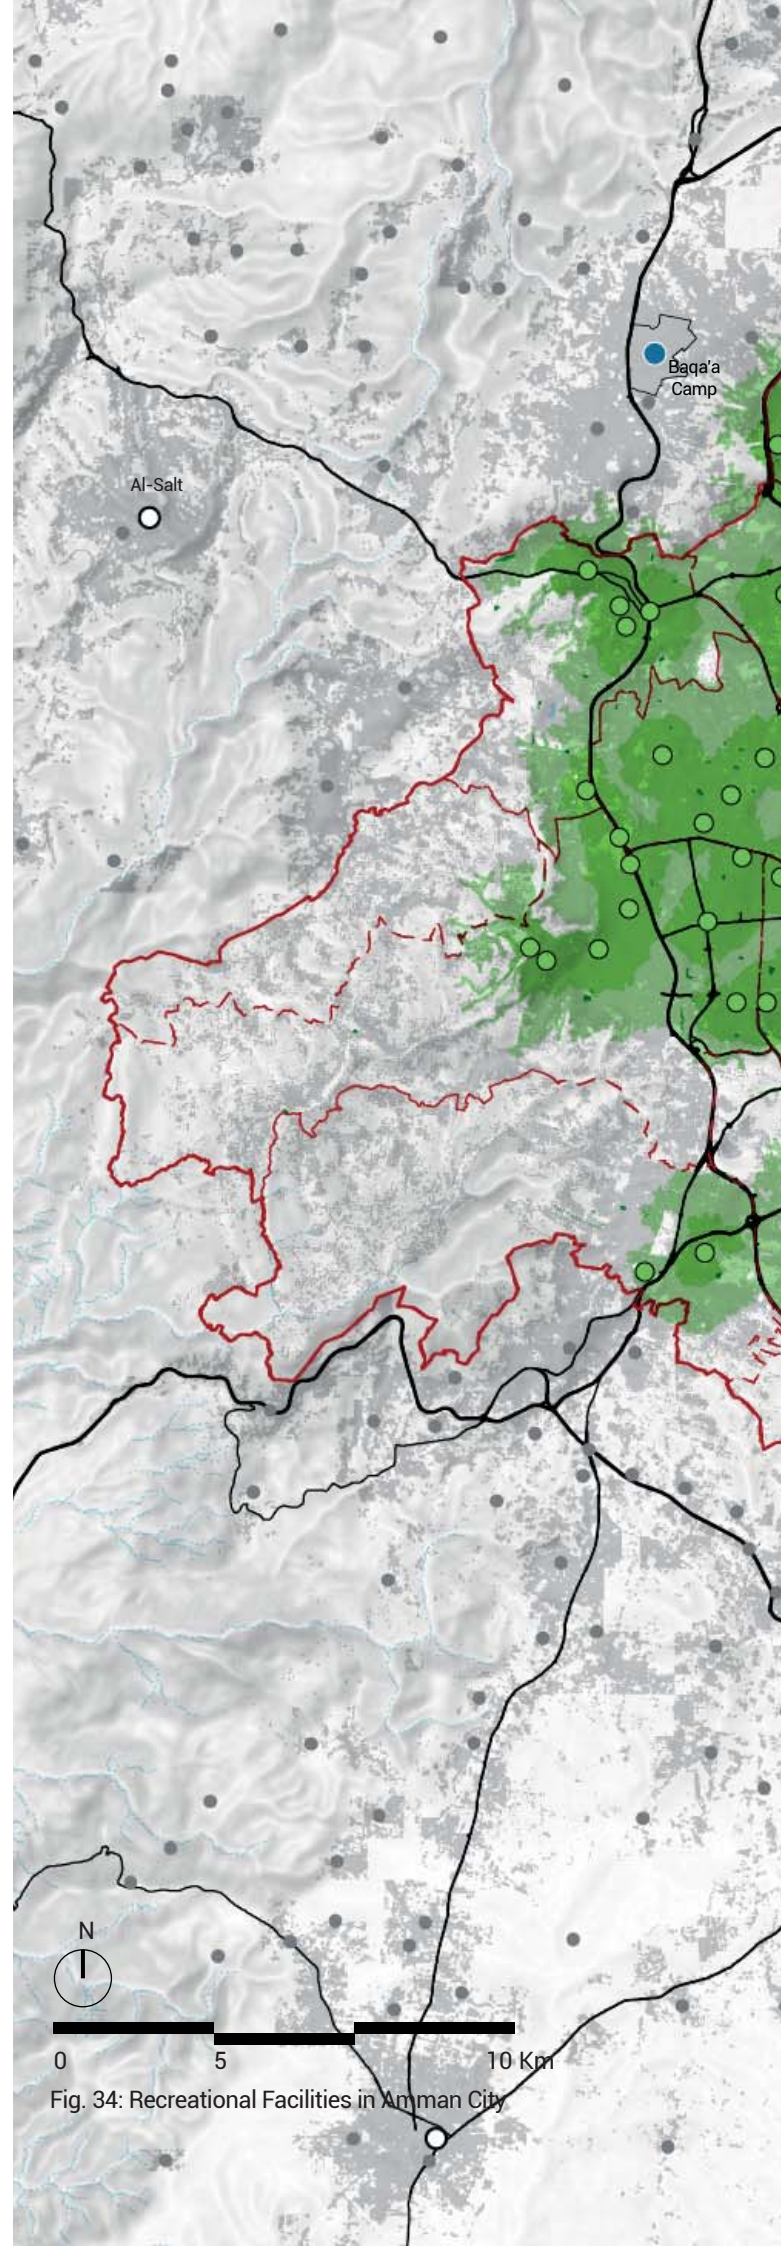 Baqa'a
Camp
Al-Salt
N
0 5 10 Km
Fig. 34: Recreational Facilities in Amman City